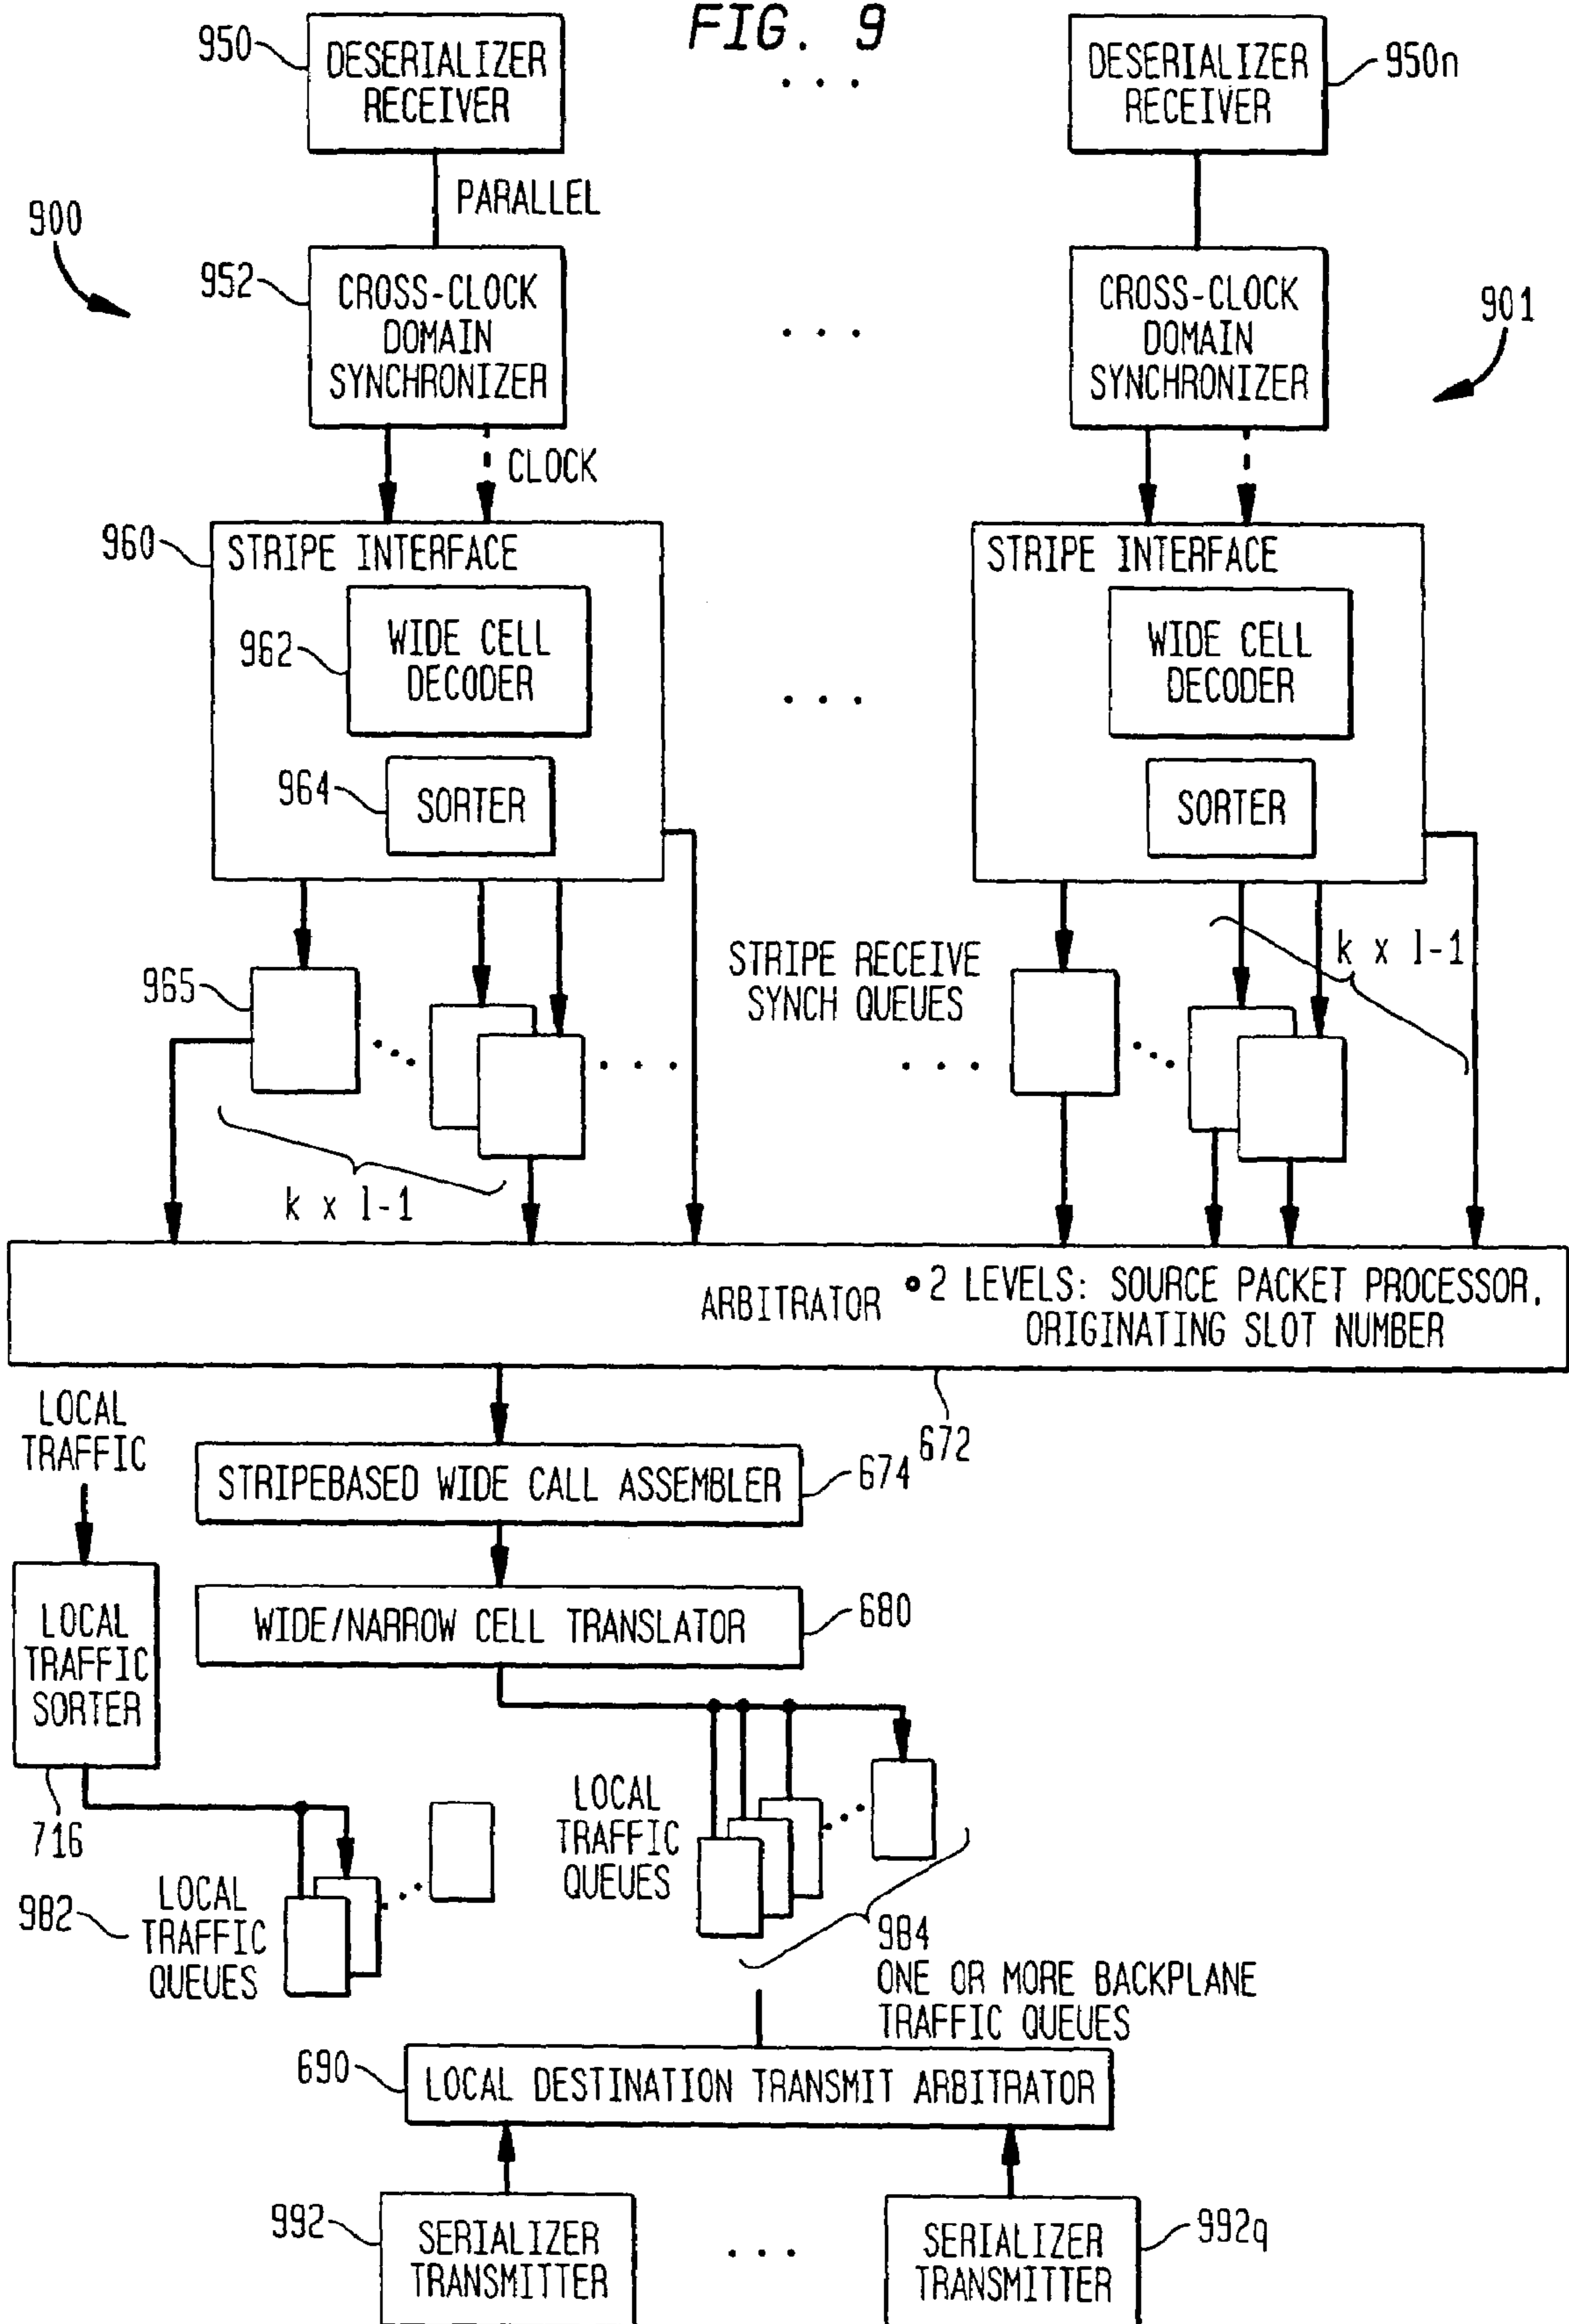 FIG. 9
950
DESERIALIZER
RECEIVER
. . .
DESERIALIZER
RECEIVER
950n
PARALLEL
900
952
CROSS-CLOCK
DOMAIN
SYNCHRONIZER
. . .
CROSS-CLOCK
DOMAIN
SYNCHRONIZER
901
CLOCK
960
STRIPE INTERFACE
STRIPE INTERFACE
962
WIDE CELL
DECODER
. . .
WIDE CELL
DECODER
964
SORTER
SORTER
965
STRIPE RECEIVE
SYNCH QUEUES
k x l-1
k x l-1
ARBITRATOR
•2 LEVELS: SOURCE PACKET PROCESSOR,
ORIGINATING SLOT NUMBER
672
LOCAL
TRAFFIC
STRIPEBASED WIDE CALL ASSEMBLER
674
LOCAL
TRAFFIC
SORTER
WIDE/NARROW CELL TRANSLATOR
680
716
LOCAL
TRAFFIC
QUEUES
982
LOCAL
TRAFFIC
QUEUES
984
ONE OR MORE BACKPLANE
TRAFFIC QUEUES
690
LOCAL DESTINATION TRANSMIT ARBITRATOR
992
SERIALIZER
TRANSMITTER
. . .
SERIALIZER
TRANSMITTER
992q